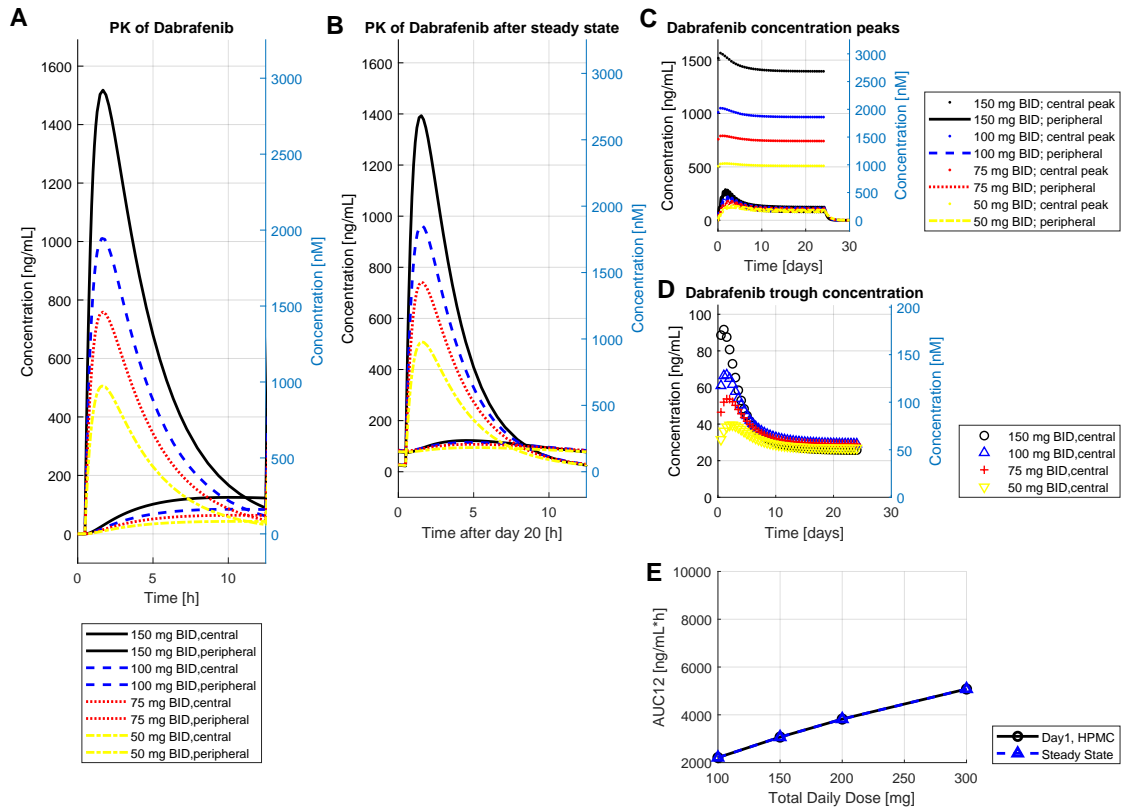 A
PK of Dabrafenib
1600
1400
1200
1000
800
600
400
200
0
Concentration [ng/mL]
3000
2500
2000
1500
1000
500
0
Concentration [nM]
0
5
10
Time [h]
150 mg BID,central
150 mg BID,peripheral
100 mg BID,central
100 mg BID,peripheral
75 mg BID,central
75 mg BID,peripheral
50 mg BID,central
50 mg BID,peripheral
B
PK of Dabrafenib after steady state
1600
1400
1200
1000
800
600
400
200
0
Concentration [ng/mL]
3000
2500
2000
1500
1000
500
0
Concentration [nM]
0
5
10
Time after day 20 [h]
C
Dabrafenib concentration peaks
1500
1000
500
0
Concentration [ng/mL]
3000
2500
2000
1500
1000
500
0
Concentration [nM]
0
10
20
30
Time [days]
150 mg BID; central peak
150 mg BID; peripheral
100 mg BID; central peak
100 mg BID; peripheral
75 mg BID; central peak
75 mg BID; peripheral
50 mg BID; central peak
50 mg BID; peripheral
D
Dabrafenib trough concentration
100
80
60
40
20
0
Concentration [ng/mL]
200
150
100
50
0
Concentration [nM]
0
10
20
30
Time [days]
150 mg BID,central
100 mg BID,central
75 mg BID,central
50 mg BID,central
E
10000
8000
6000
4000
2000
AUC12 [ng/mL*h]
100
150
200
250
300
Total Daily Dose [mg]
Day1, HPMC
Steady State